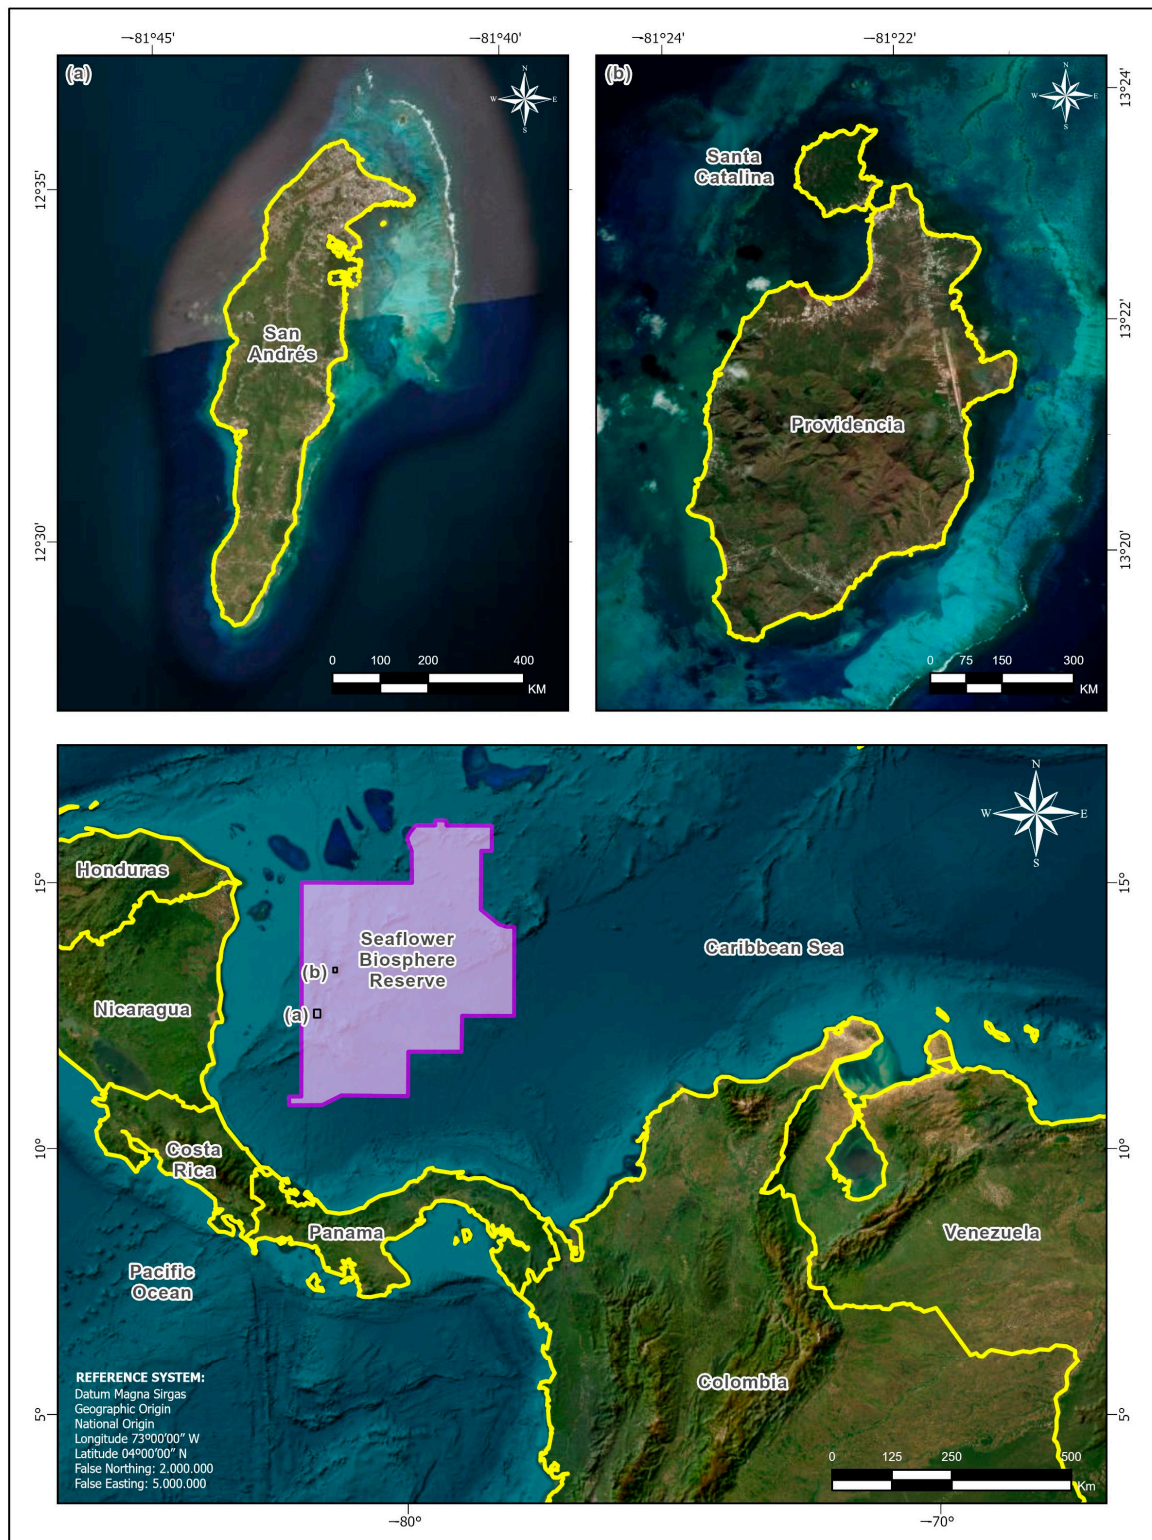 −81°45'
−81°40'
(a)
N
W
E
S
12°35'
San
Andrés
12°30'
0 100 200 400
KM
−81°24'
−81°22'
(b)
N
W
E
S
13°24'
Santa
Catalina
13°22'
Providencia
13°20'
0 75 150 300
KM
N
W
E
S
Honduras
15°
15°
Seaflower
Biosphere
Reserve
Caribbean Sea
(b)
(a)
Nicaragua
10°
10°
Costa
Rica
Panama
Venezuela
Pacific
Ocean
Colombia
5°
5°
REFERENCE SYSTEM:
Datum Magna Sirgas
Geographic Origin
National Origin
Longitude 73º00'00" W
Latitude 04º00'00" N
False Northing: 2.000.000
False Easting: 5.000.000
0 125 250 500
Km
−80°
−70°